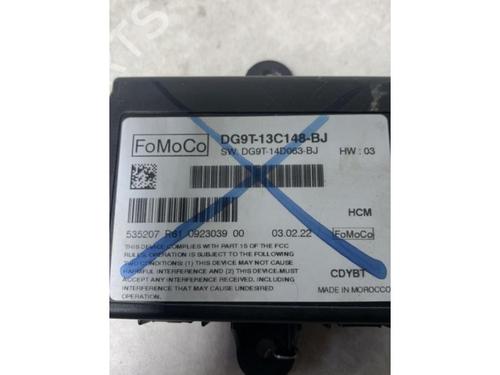 FoMoCo
DG9T-13C148-BJ
SW: DG9T-14D063-BJ HW : 03
535207 R61 0923039 00 03.02.22
HCM
FoMoCo
THIS DEVICE COMPLIES WITH PART 15 OF THE FCC
RULES. OPERATION IS SUBJECT TO THE FOLLOWING
TWO CONDITIONS: (1) THIS DEVICE MAY NOT CAUSE
HARMFUL INTERFERENCE AND (2) THIS DEVICE MUST
ACCEPT ANY INTERFERENCE RECEIVED, INCLUDING
INTERFERENCE THAT MAY CAUSE UNDESIRED
OPERATION.
CDYBT
MADE IN MOROCCO
PARTS